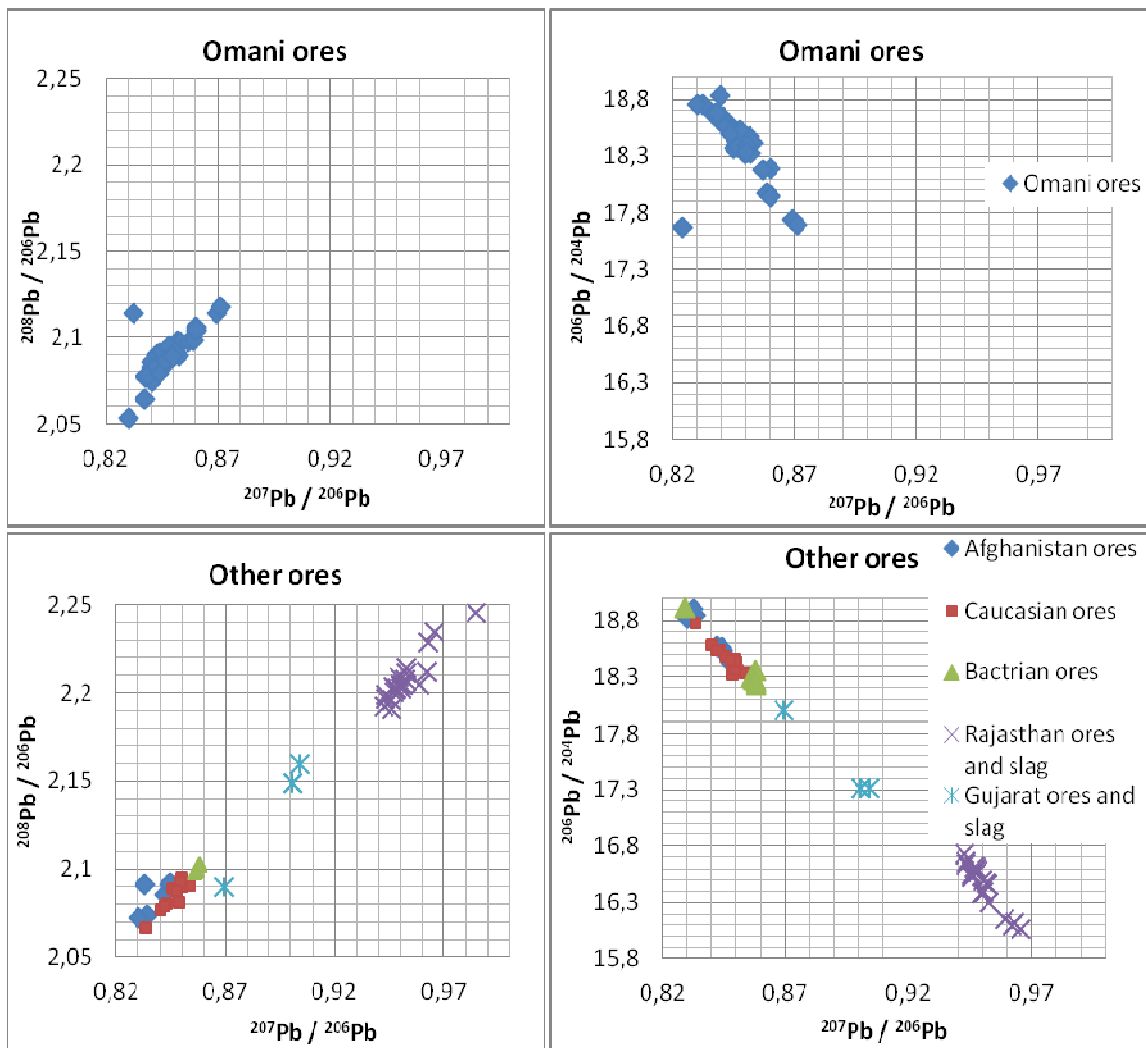 Omani ores
2,25
2,2
2,15
2,1
2,05
²⁰⁸Pb / ²⁰⁶Pb
0,82 0,87 0,92 0,97
²⁰⁷Pb / ²⁰⁶Pb
Omani ores
18,8
18,3
17,8
17,3
16,8
16,3
15,8
²⁰⁶Pb / ²⁰⁴Pb
0,82 0,87 0,92 0,97
²⁰⁷Pb / ²⁰⁶Pb
Omani ores
Other ores
2,25
2,2
2,15
2,1
2,05
²⁰⁸Pb / ²⁰⁶Pb
0,82 0,87 0,92 0,97
²⁰⁷Pb / ²⁰⁶Pb
Other ores
18,8
18,3
17,8
17,3
16,8
16,3
15,8
²⁰⁶Pb / ²⁰⁴Pb
0,82 0,87 0,92 0,97
²⁰⁷Pb / ²⁰⁶Pb
Afghanistan ores
Caucasian ores
Bactrian ores
Rajasthan ores
and slag
Gujarat ores and
slag